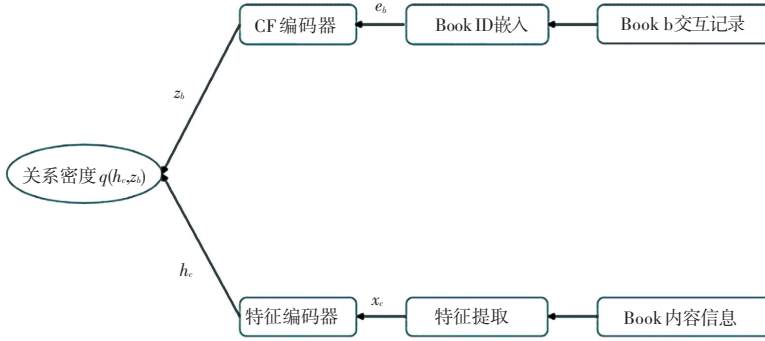 CF 编码器
e_b
Book ID嵌入
Book b交互记录
z_b
关系密度 q(h_c,z_b)
h_c
特征编码器
x_c
特征提取
Book 内容信息